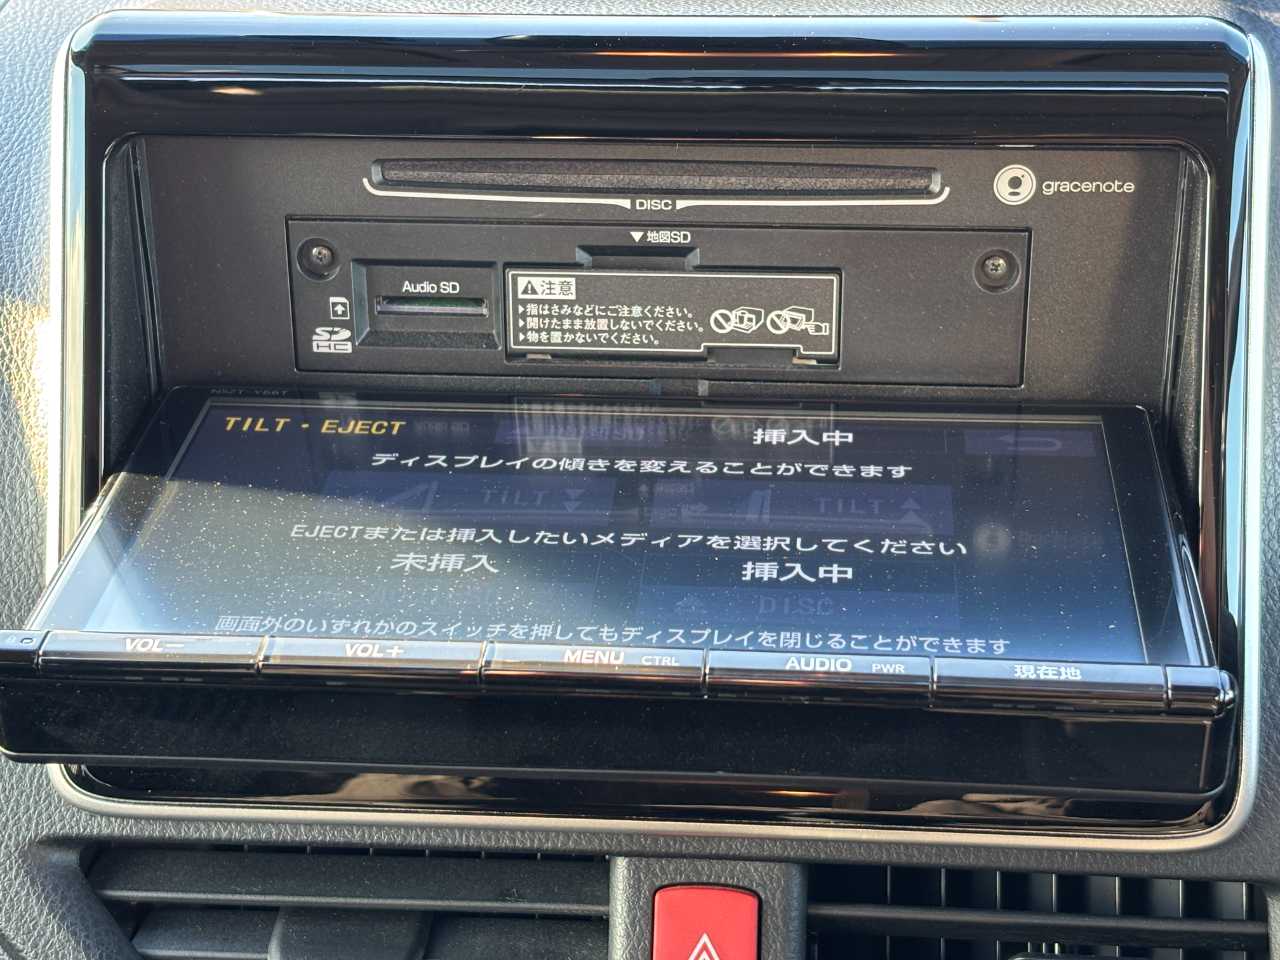 gracenote
DISC
▼地図SD
Audio SD
⚠注意
▶指はさみなどにご注意ください。
▶開けたまま放置しないでください。
▶物を置かないでください。
SD
HC
NSZT-Y66T
TILT・EJECT
挿入中
ディスプレイの傾きを変えることができます
TILT
TILT
EJECTまたは挿入したいメディアを選択してください
未挿入
挿入中
DISC
画面外のいずれかのスイッチを押してもディスプレイを閉じることができます
VOL－
VOL＋
MENU CTRL
AUDIO PWR
現在地